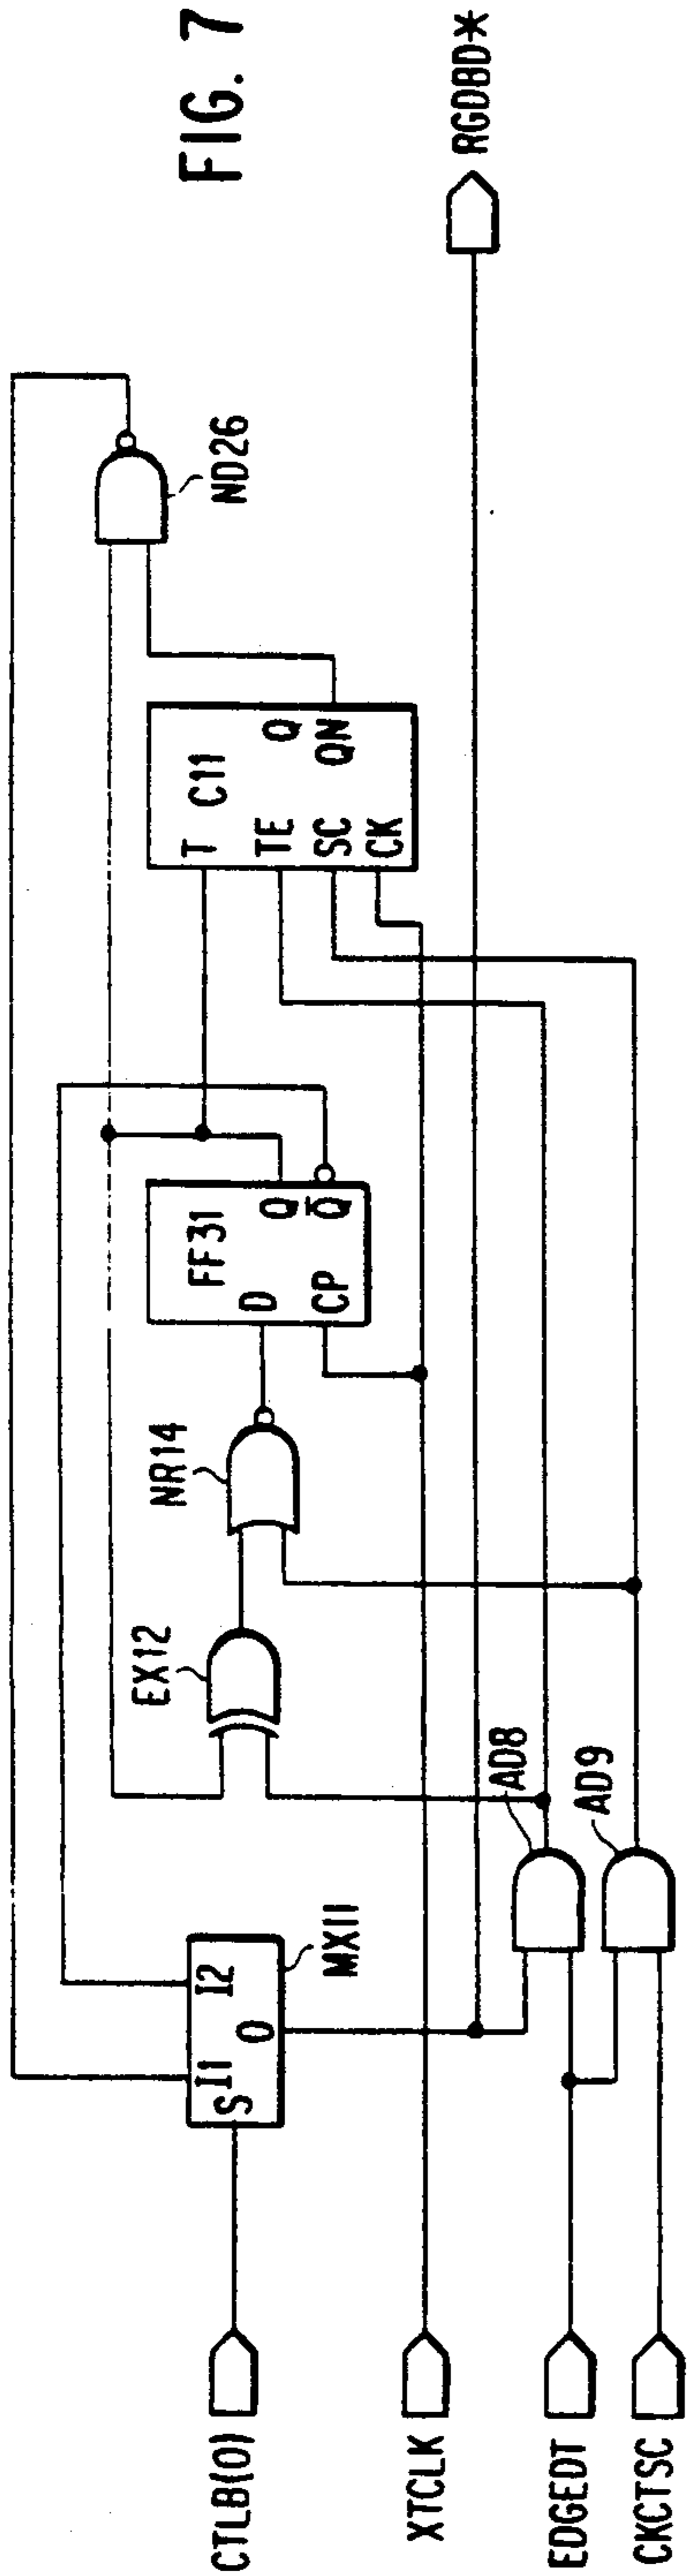 FIG. 7
CTLB(0)
S
I1
I2
O
MX11
EX12
NR14
FF31
D
CP
Q
Q̅
C11
T
TE
SC
CK
Q
QN
ND26
XTCLK
RGDBD*
EDGEDT
AD8
CKCTSC
AD9